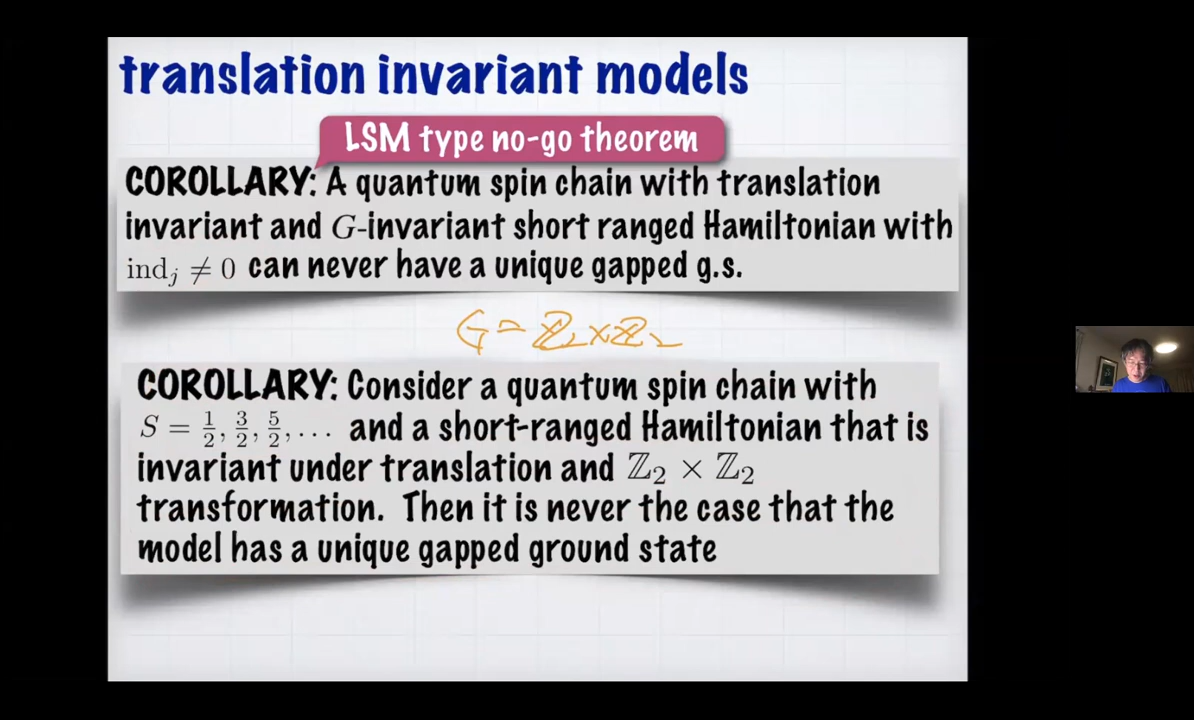 translation invariant models
LSM type no-go theorem
COROLLARY: A quantum spin chain with translation
invariant and G-invariant short ranged Hamiltonian with
ind_j ≠ 0 can never have a unique gapped g.s.
G = ℤ₂×ℤ₂
COROLLARY: Consider a quantum spin chain with
S = 1/2, 3/2, 5/2, ... and a short-ranged Hamiltonian that is
invariant under translation and ℤ₂ × ℤ₂
transformation. Then it is never the case that the
model has a unique gapped ground state